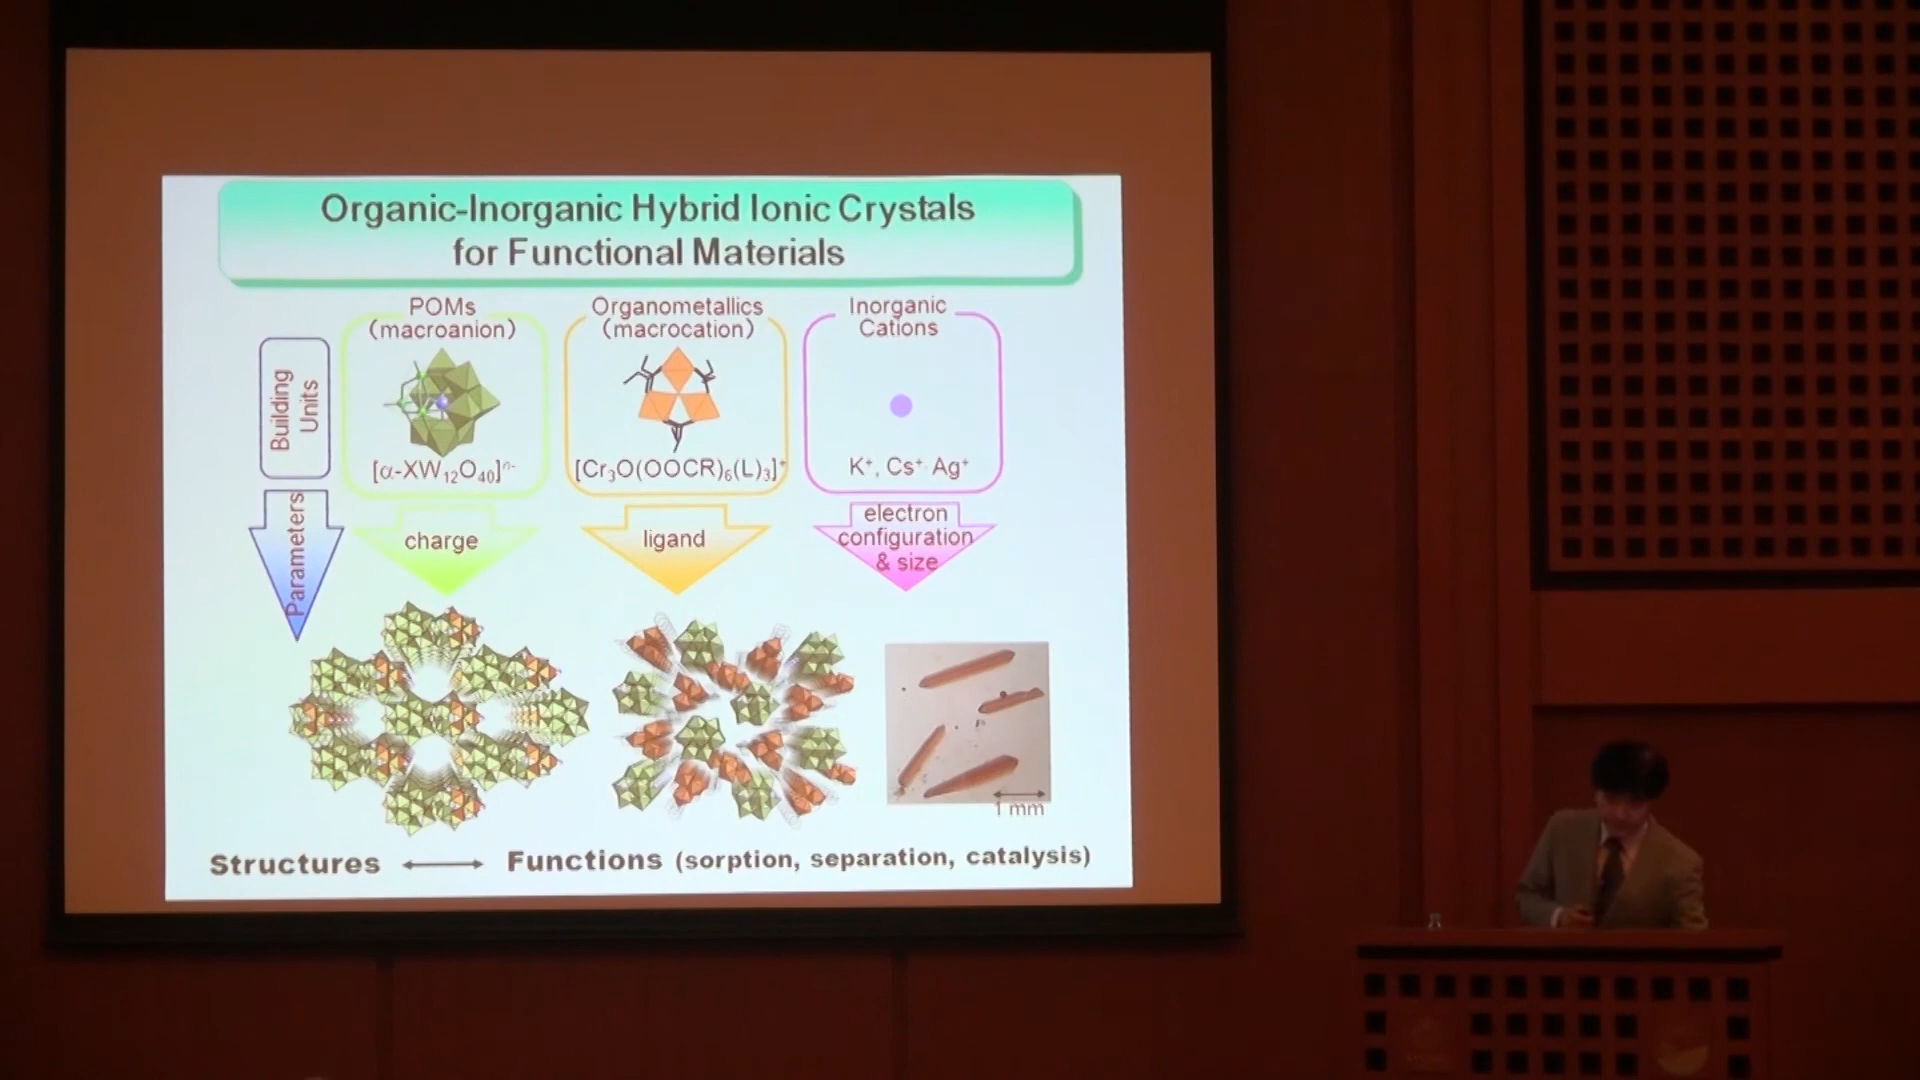 Organic-Inorganic Hybrid Ionic Crystals
for Functional Materials
POMs
(macroanion)
Organometallics
(macrocation)
Inorganic
Cations
Building
Units
[α-XW₁₂O₄₀]ⁿ⁻
[Cr₃O(OOCR)₆(L)₃]⁺
K⁺, Cs⁺ Ag⁺
Parameters
charge
ligand
electron
configuration
& size
1 mm
Structures ⟷ Functions (sorption, separation, catalysis)